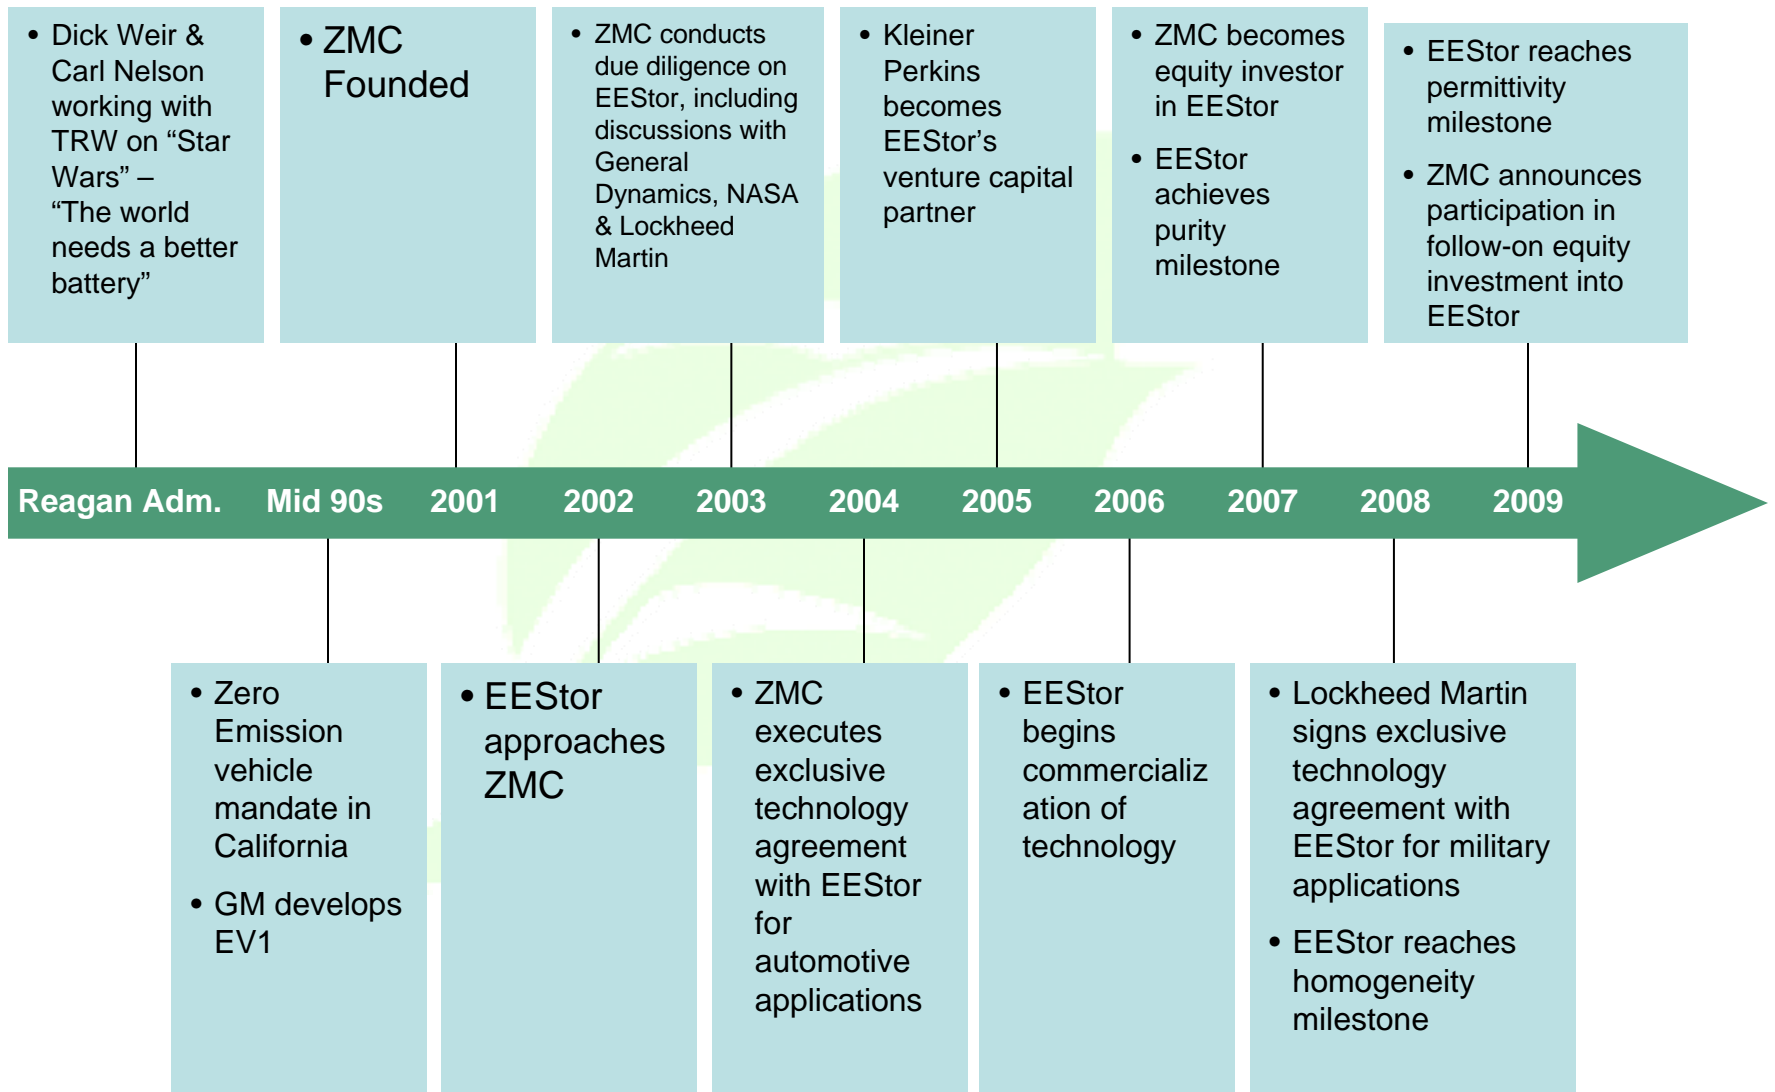 • Dick Weir &
Carl Nelson
working with
TRW on “Star
Wars” –
“The world
needs a better
battery”
• ZMC
Founded
• ZMC conducts
due diligence on
EEStor, including
discussions with
General
Dynamics, NASA
& Lockheed
Martin
• Kleiner
Perkins
becomes
EEStor’s
venture capital
partner
• ZMC becomes
equity investor
in EEStor
• EEStor
achieves
purity
milestone
• EEStor reaches
permittivity
milestone
• ZMC announces
participation in
follow-on equity
investment into
EEStor
Reagan Adm. Mid 90s 2001 2002 2003 2004 2005 2006 2007 2008 2009
• Zero
Emission
vehicle
mandate in
California
• GM develops
EV1
• EEStor
approaches
ZMC
• ZMC
executes
exclusive
technology
agreement
with EEStor
for
automotive
applications
• EEStor
begins
commercializ
ation of
technology
• Lockheed Martin
signs exclusive
technology
agreement with
EEStor for military
applications
• EEStor reaches
homogeneity
milestone